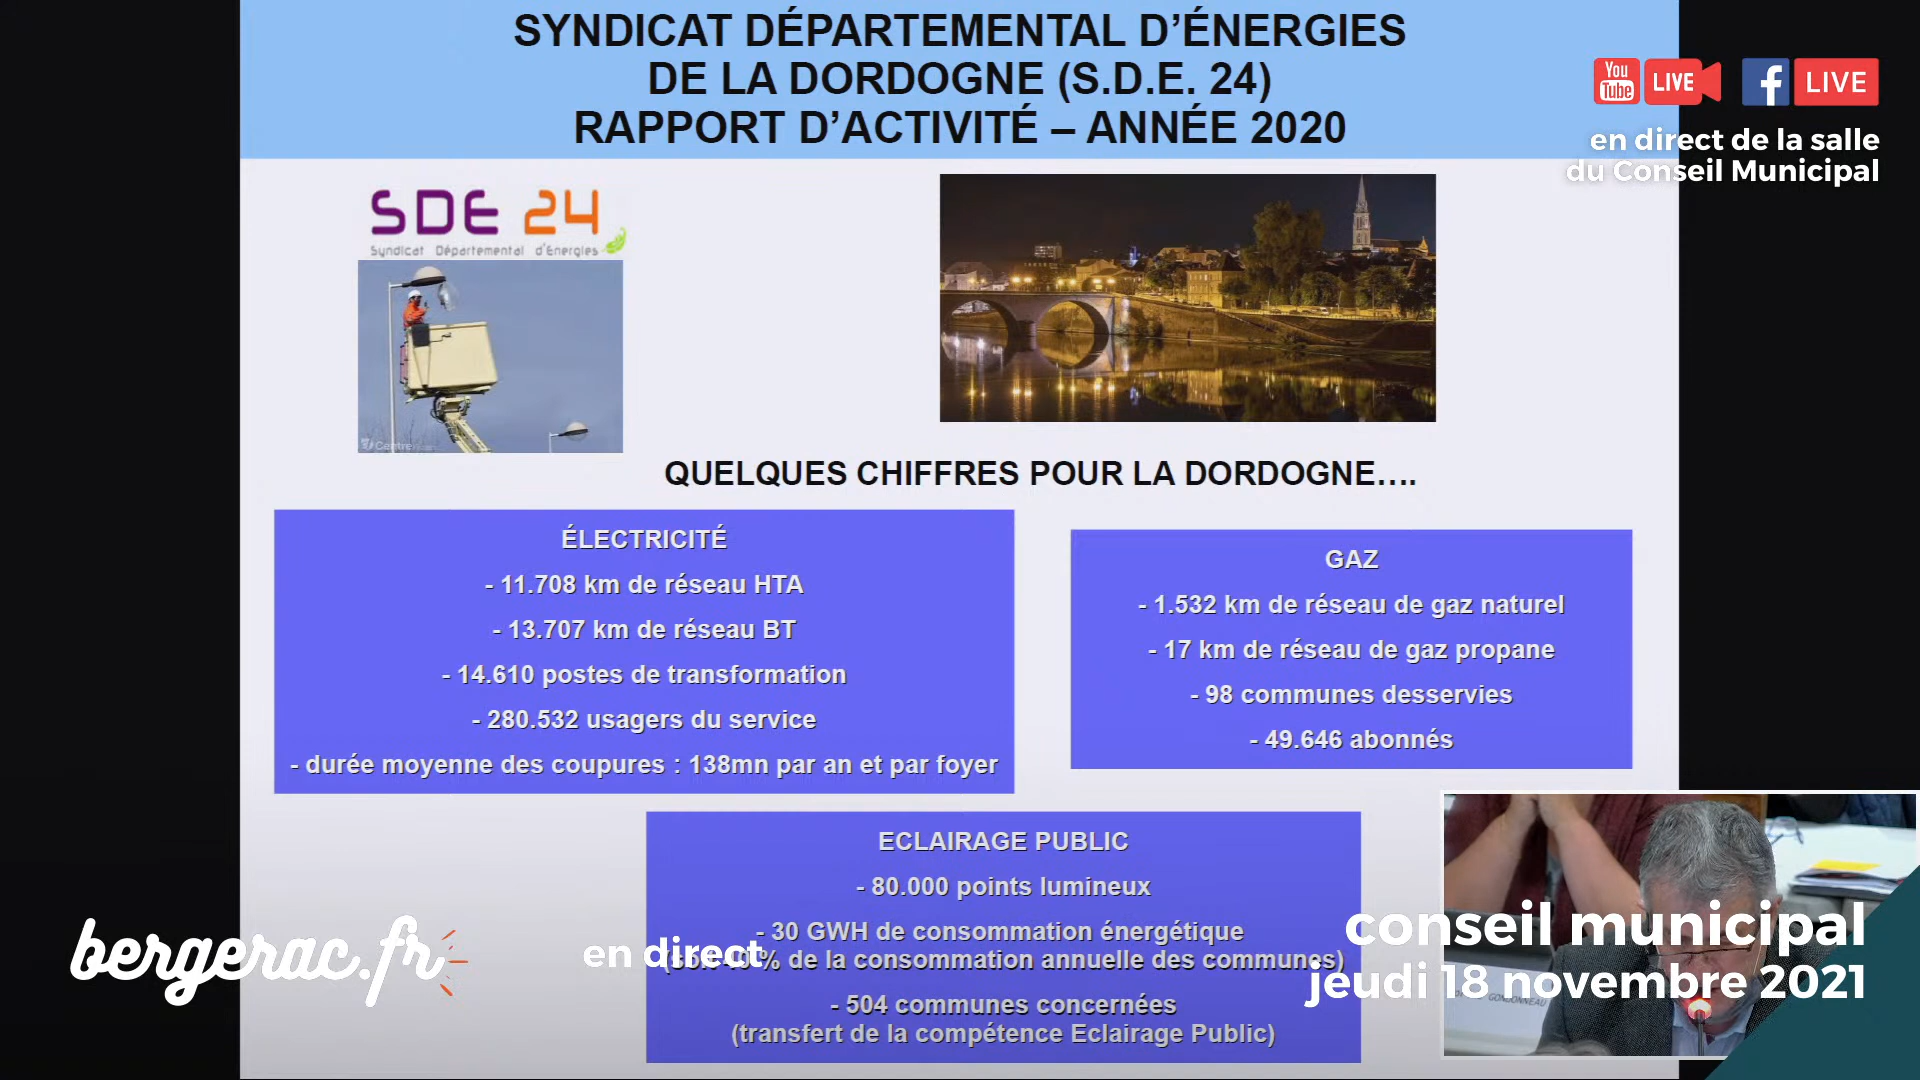 SYNDICAT DÉPARTEMENTAL D’ÉNERGIES
DE LA DORDOGNE (S.D.E. 24)
RAPPORT D’ACTIVITÉ – ANNÉE 2020
You
Tube
LIVE
f
LIVE
en direct de la salle
du Conseil Municipal
SDE 24
Syndicat Départemental d'Energies
Centre
QUELQUES CHIFFRES POUR LA DORDOGNE….
ÉLECTRICITÉ
- 11.708 km de réseau HTA
- 13.707 km de réseau BT
- 14.610 postes de transformation
- 280.532 usagers du service
- durée moyenne des coupures : 138mn par an et par foyer
GAZ
- 1.532 km de réseau de gaz naturel
- 17 km de réseau de gaz propane
- 98 communes desservies
- 49.646 abonnés
ECLAIRAGE PUBLIC
- 80.000 points lumineux
- 30 GWH de consommation énergétique
% de la consommation annuelle des communes)
- 504 communes concernées
(transfert de la compétence Eclairage Public)
bergerac.fr
en direct
conseil municipal
jeudi 18 novembre 2021